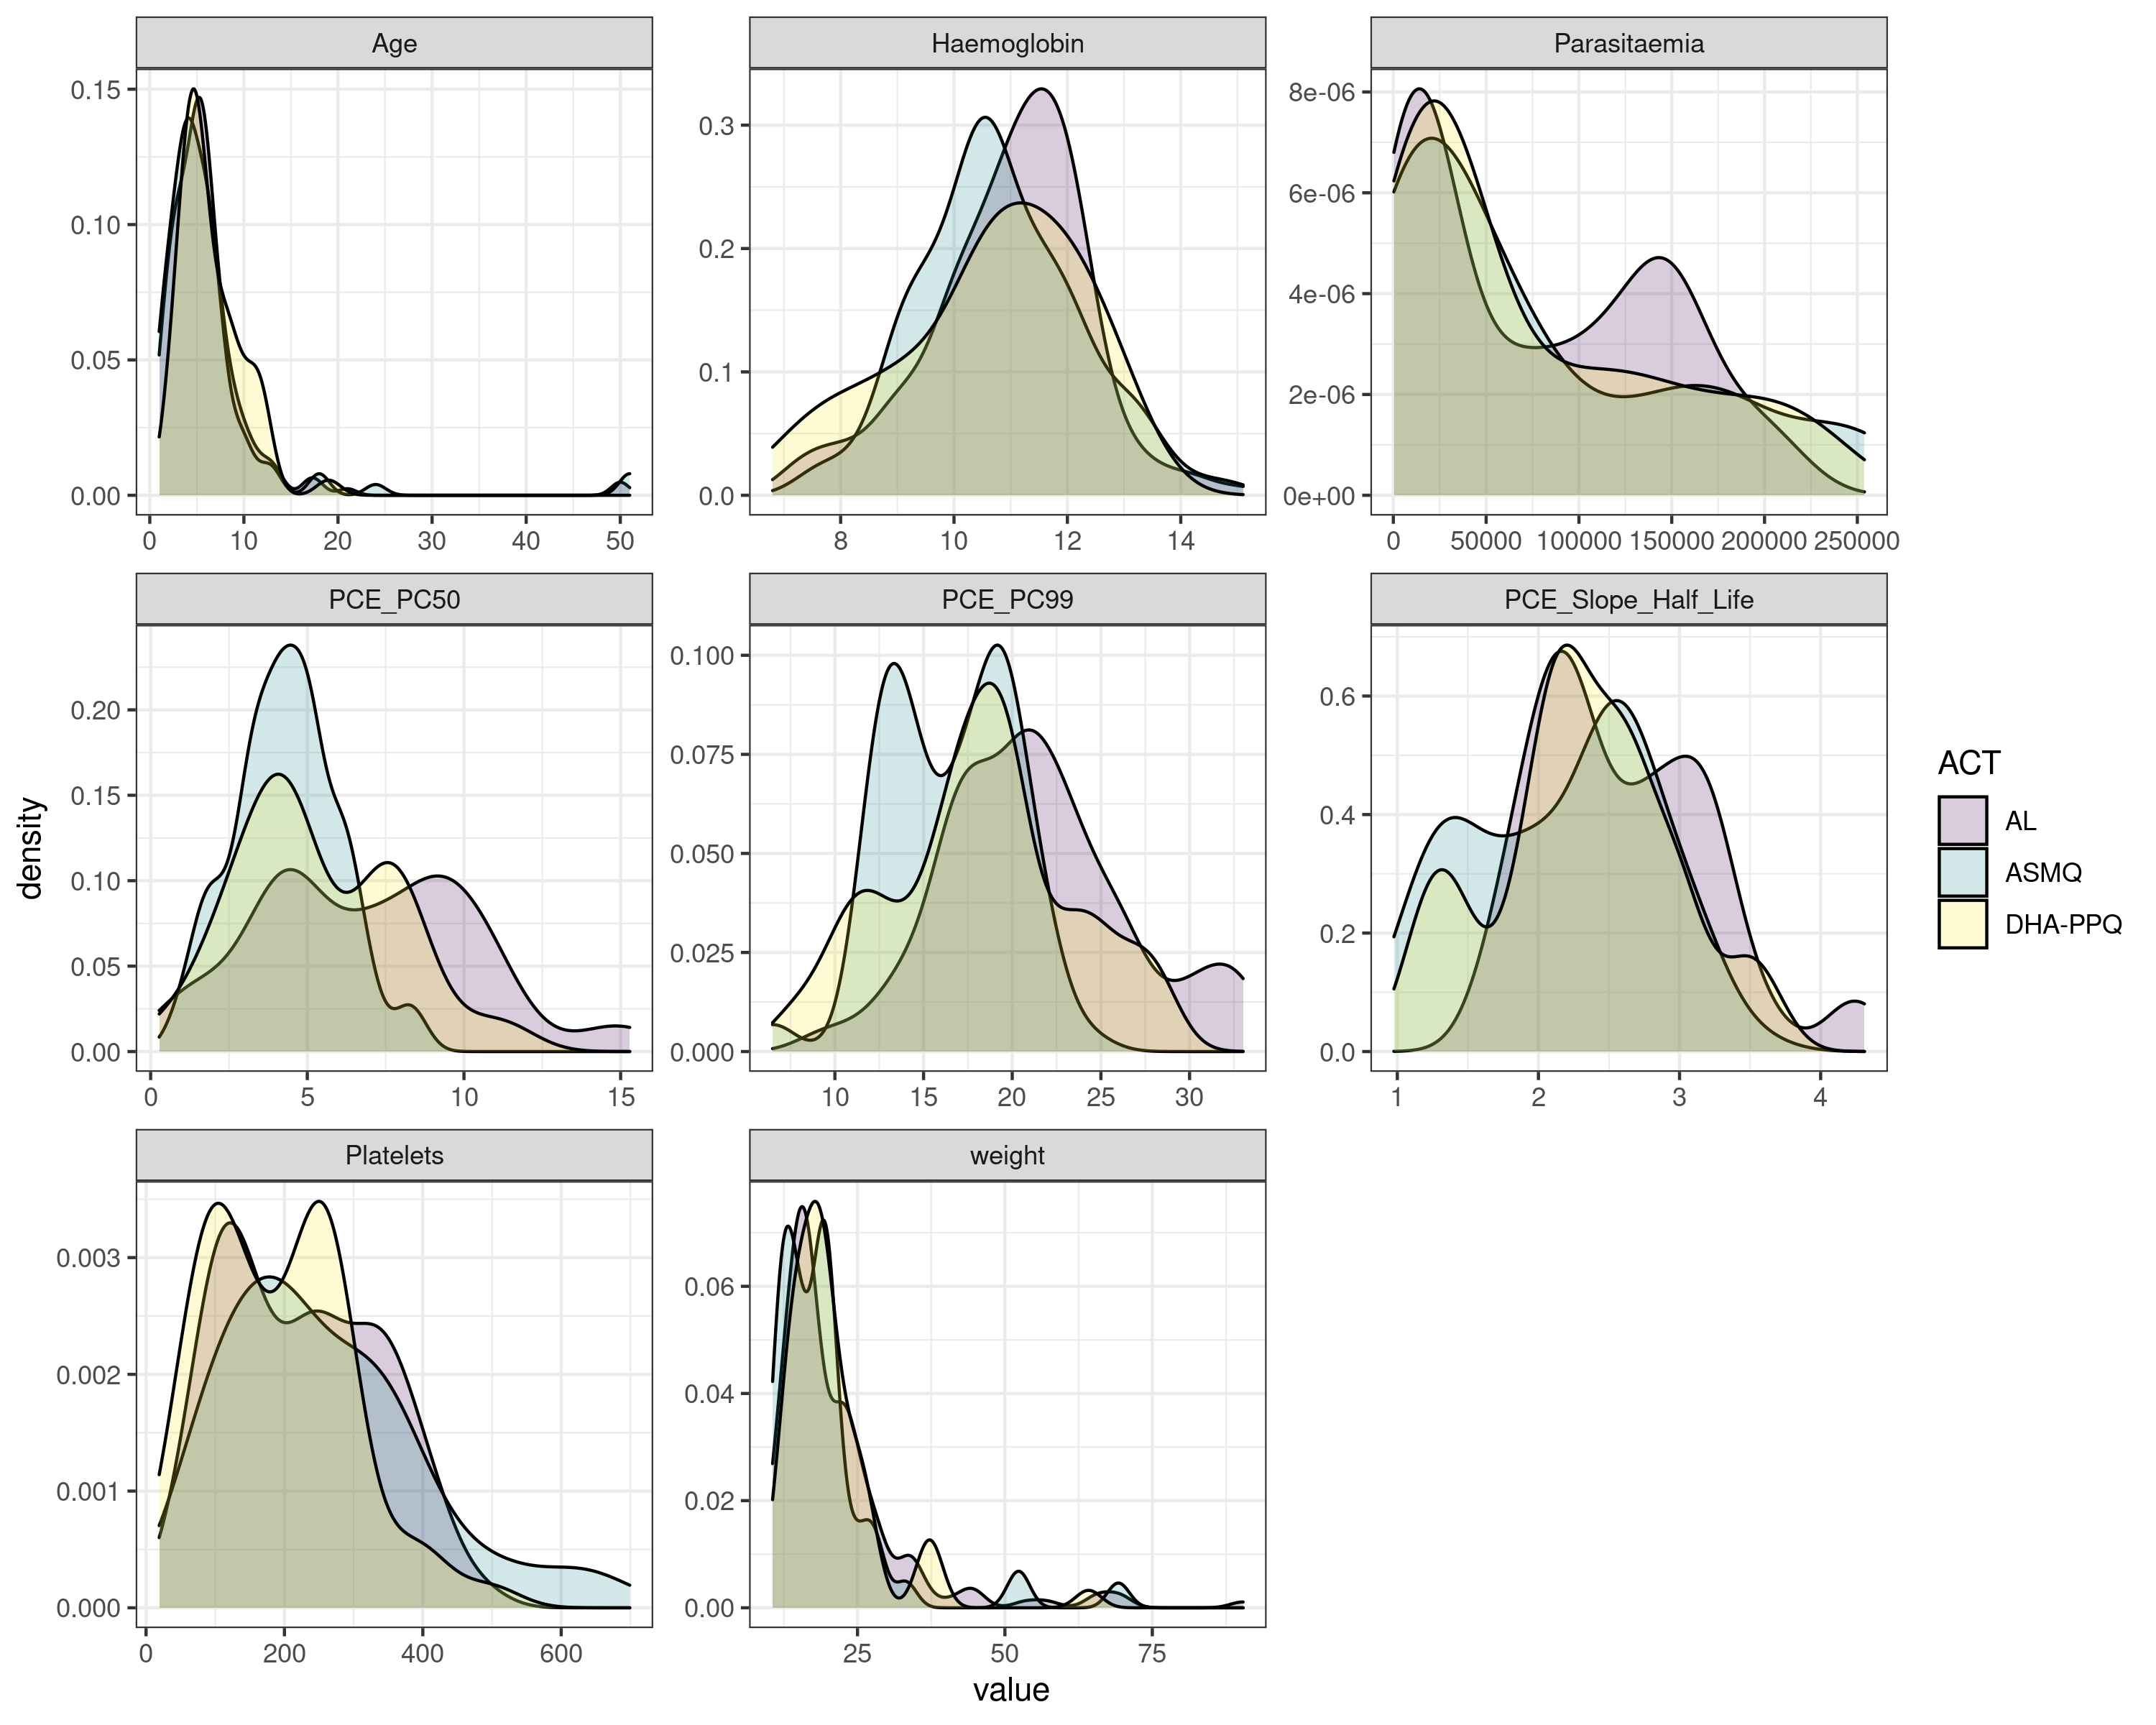 Age
Haemoglobin
Parasitaemia
0.15
0.10
0.05
0.00
0 10 20 30 40 50
0.3
0.2
0.1
0.0
8 10 12 14
8e-06
6e-06
4e-06
2e-06
0e+00
0 50000 100000 150000 200000 250000
PCE_PC50
PCE_PC99
PCE_Slope_Half_Life
0.20
0.15
0.10
0.05
0.00
0 5 10 15
0.100
0.075
0.050
0.025
0.000
10 15 20 25 30
0.6
0.4
0.2
0.0
1 2 3 4
Platelets
weight
0.003
0.002
0.001
0.000
0 200 400 600
0.06
0.04
0.02
0.00
25 50 75
density
value
ACT
AL
ASMQ
DHA-PPQ